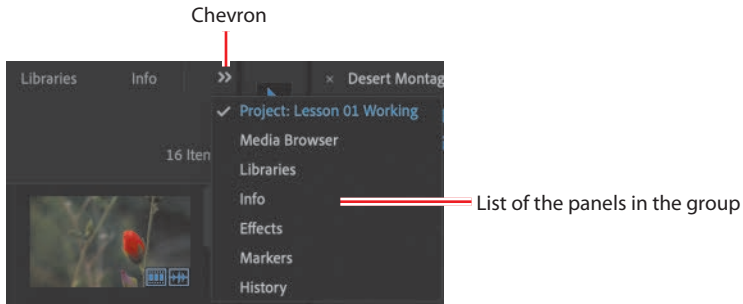 Chevron
Libraries Info » × Desert Montag
✓ Project: Lesson 01 Working
Media Browser
16 Iten
Libraries
Info
List of the panels in the group
Effects
Markers
History